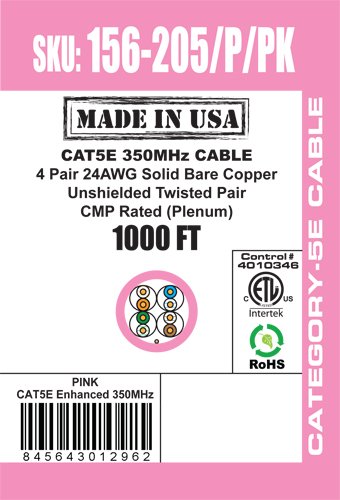 SKU: 156-205/P/PK
MADE IN USA
CAT5E 350MHz CABLE
4 Pair 24AWG Solid Bare Copper
Unshielded Twisted Pair
CMP Rated (Plenum)
1000 FT
Control#
4010346
C ETL US
Intertek
RoHS
CATEGORY-5E CABLE
PINK
CAT5E Enhanced 350MHz
845643012962